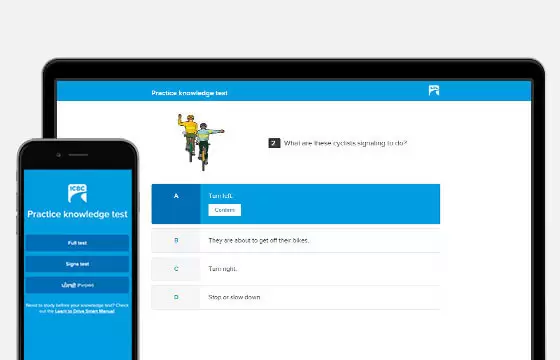 Practice knowledge test
2
What are these cyclists signaling to do?
A
Turn left.
Confirm
B
They are about to get off their bikes.
C
Turn right.
D
Stop or slow down.
ICBC
Practice knowledge test
Full test
Signs test
ਪੰਜਾਬੀ (Punjabi)
Need to study before your knowledge test? Check
out the Learn to Drive Smart Manual